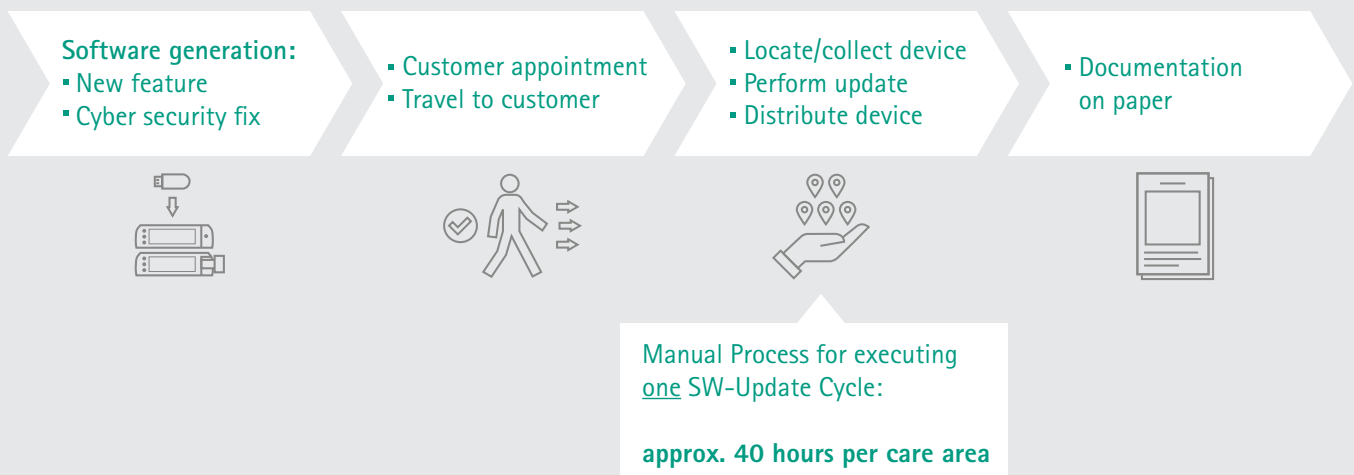 Software generation:
▪ New feature
▪ Cyber security fix
▪ Customer appointment
▪ Travel to customer
▪ Locate/collect device
▪ Perform update
▪ Distribute device
▪ Documentation
on paper
Manual Process for executing
one SW-Update Cycle:
approx. 40 hours per care area